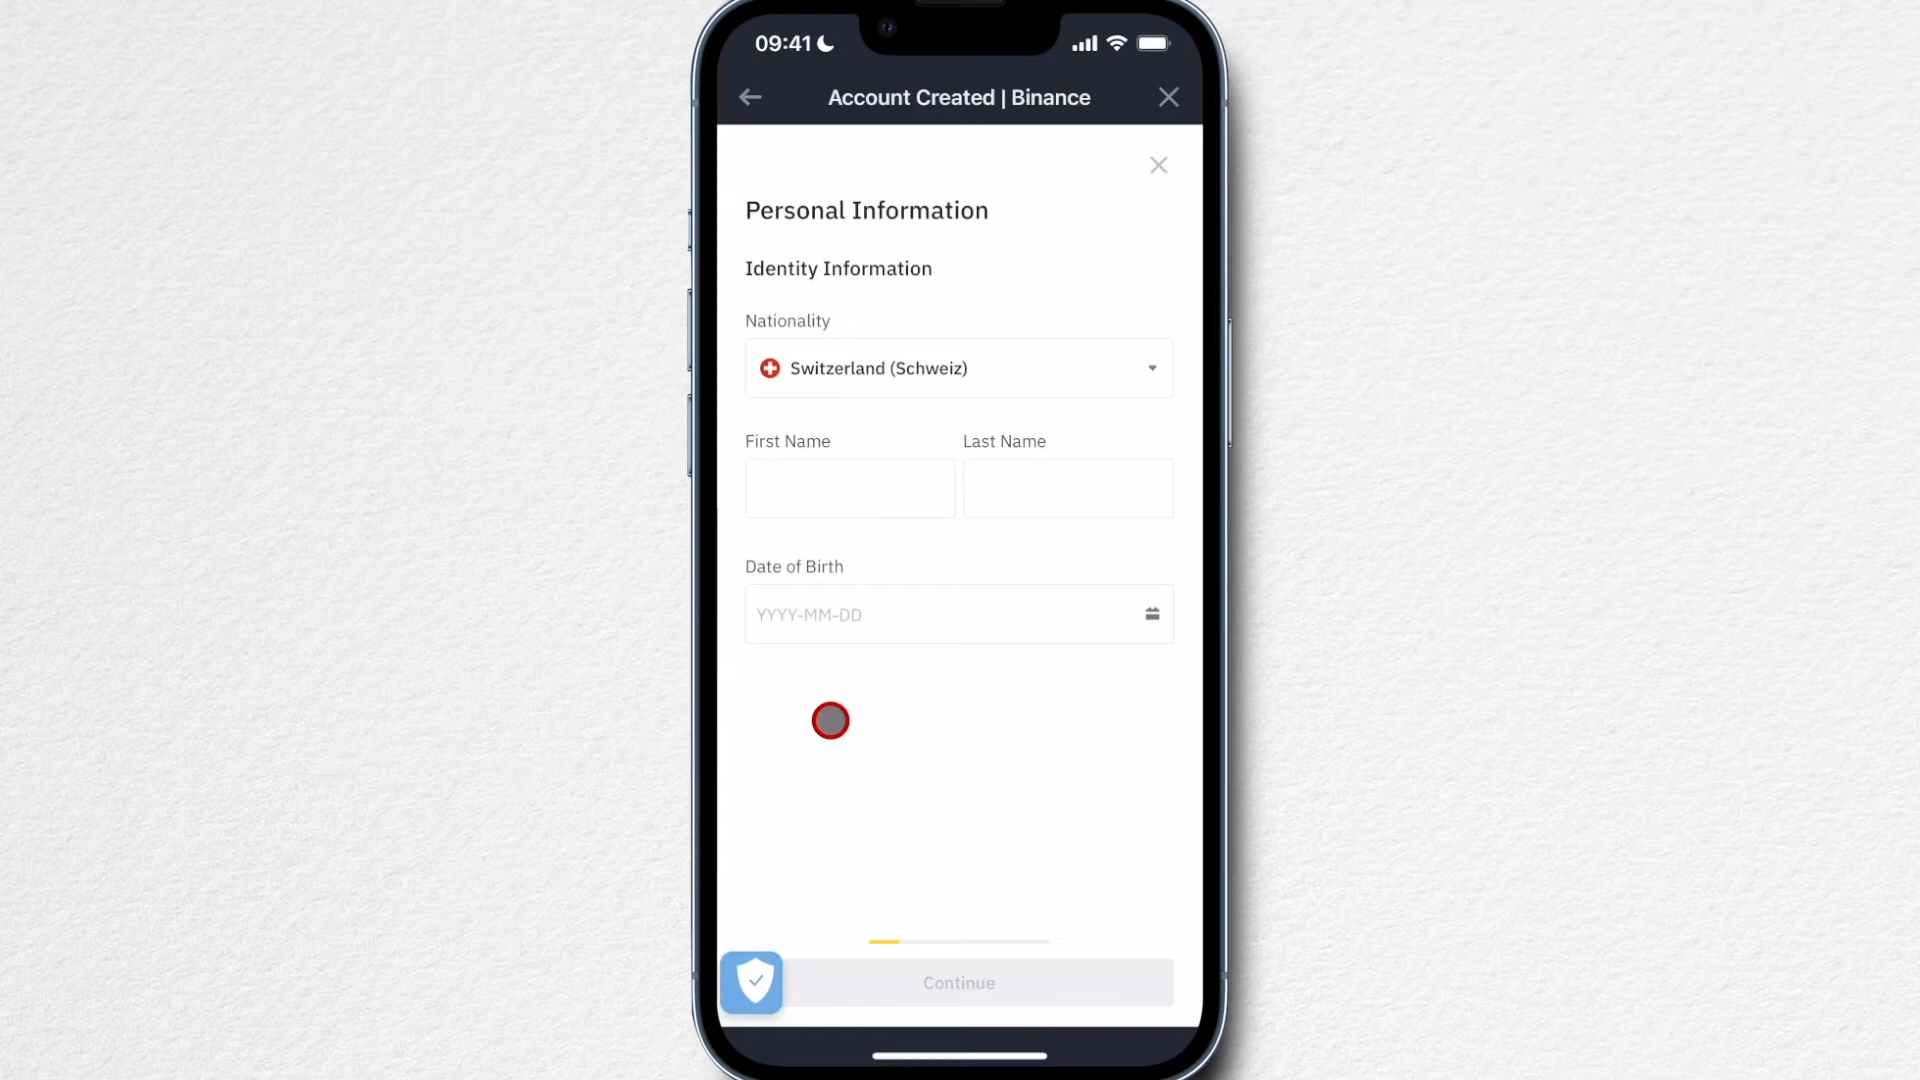 09:41
Account Created | Binance
Personal Information
Identity Information
Nationality
Switzerland (Schweiz)
First Name Last Name
Date of Birth
YYYY-MM-DD
Continue